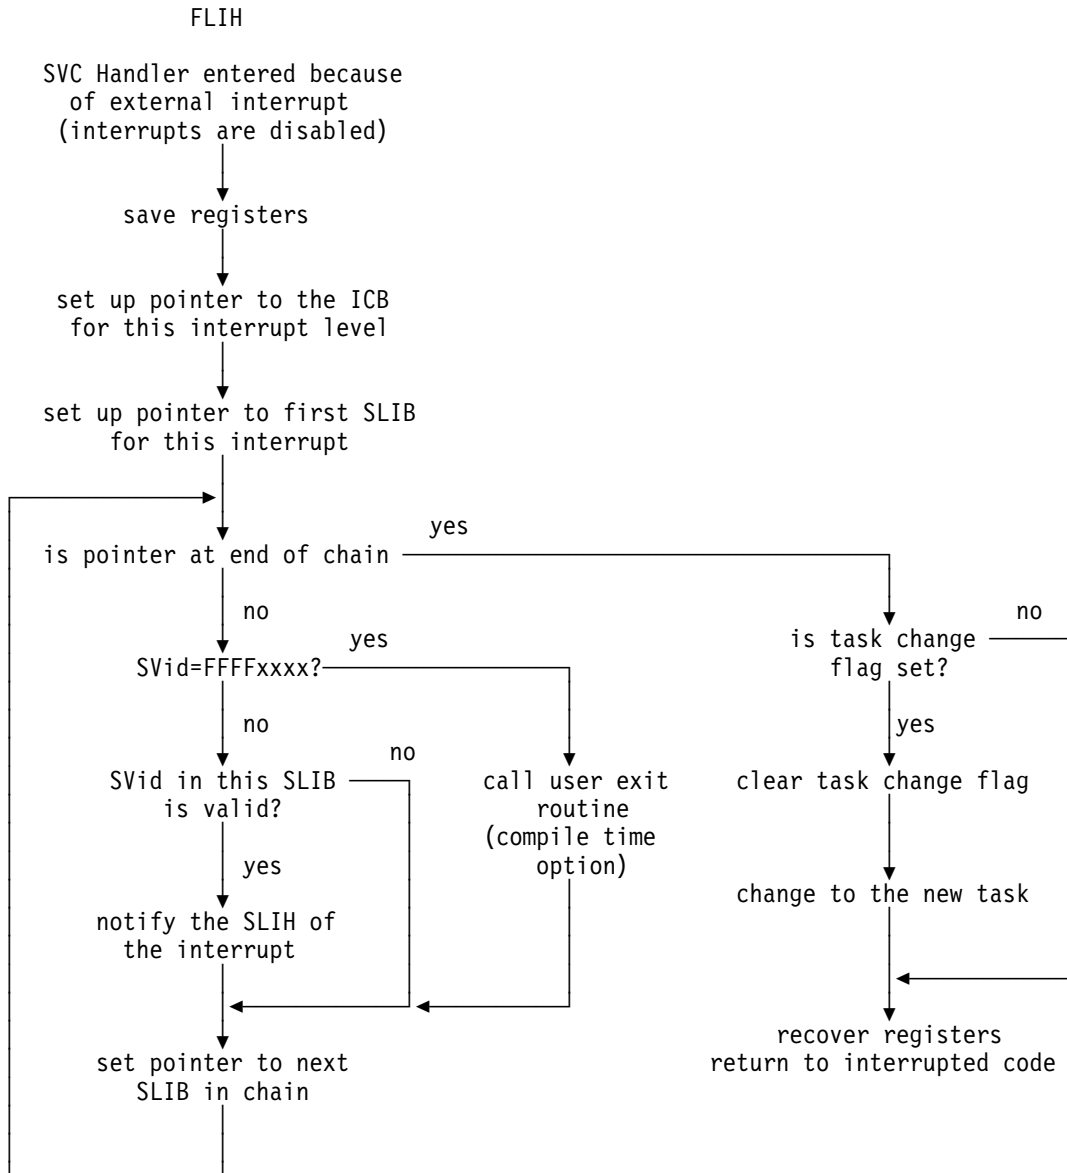 FLIH
SVC Handler entered because
of external interrupt
(interrupts are disabled)
save registers
set up pointer to the ICB
for this interrupt level
set up pointer to first SLIB
for this interrupt
yes
is pointer at end of chain
no
yes
SVid=FFFFxxxx?
no
no
SVid in this SLIB
is valid?
yes
notify the SLIH of
the interrupt
set pointer to next
SLIB in chain
call user exit
routine
(compile time
option)
no
is task change
flag set?
yes
clear task change flag
change to the new task
recover registers
return to interrupted code